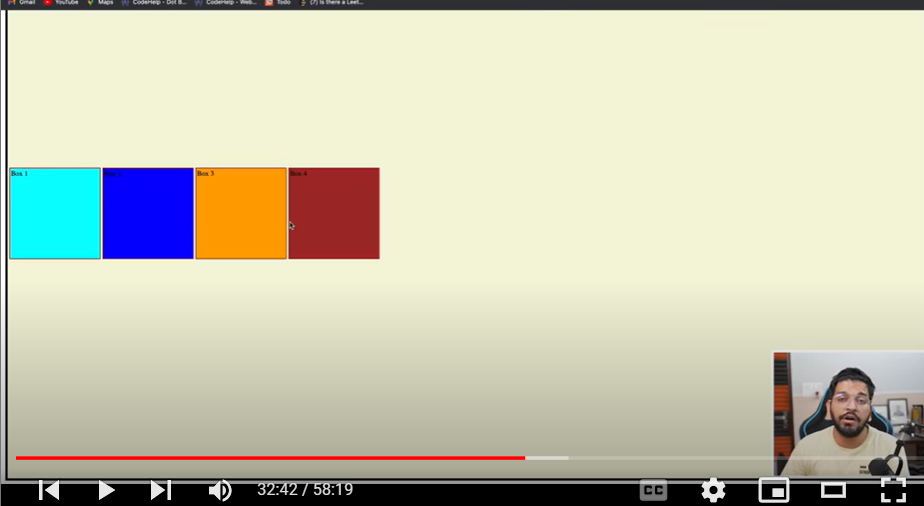 Gmail YouTube Maps CodeHelp - Dot B... CodeHelp - Web... Todo (7) Is there a Leet...
Box 1 Box 3 Box 4
CC
32:42 / 58:19